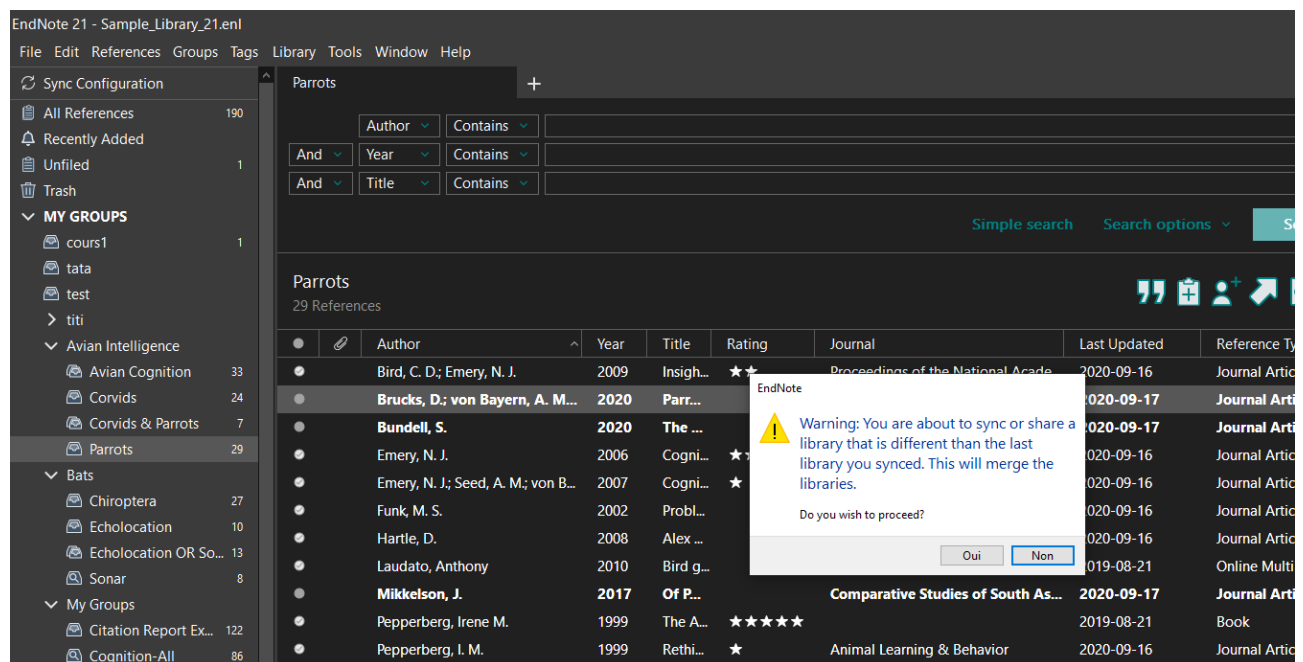 EndNote 21 - Sample_Library_21.enl
File Edit References Groups Tags Library Tools Window Help
Sync Configuration
All References 190
Recently Added
Unfiled 1
Trash
MY GROUPS
cours1 1
tata
test
titi
Avian Intelligence
Avian Cognition 33
Corvids 24
Corvids & Parrots 7
Parrots 29
Bats
Chiroptera 27
Echolocation 10
Echolocation OR So... 13
Sonar 8
My Groups
Citation Report Ex... 122
Cognition-All 86
Parrots +
Author Contains
And Year Contains
And Title Contains
Simple search Search options
Parrots
29 References
Author Year Title Rating Journal Last Updated Reference Ty
Bird, C. D.; Emery, N. J. 2009 Insigh... ★★ Proceedings of the National Acade... 2020-09-16 Journal Artic
Brucks, D.; von Bayern, A. M... 2020 Parr... 2020-09-17 Journal Arti
Bundell, S. 2020 The ... 2020-09-17 Journal Arti
Emery, N. J. 2006 Cogni... 2020-09-16 Journal Artic
Emery, N. J.; Seed, A. M.; von B... 2007 Cogni... ★ 2020-09-16 Journal Artic
Funk, M. S. 2002 Probl... 2020-09-16 Journal Artic
Hartle, D. 2008 Alex ... 2020-09-16 Journal Artic
Laudato, Anthony 2010 Bird g... 2019-08-21 Online Multi
Mikkelson, J. 2017 Of P... Comparative Studies of South As... 2020-09-17 Journal Arti
Pepperberg, Irene M. 1999 The A... ★★★★★ 2019-08-21 Book
Pepperberg, I. M. 1999 Rethi... ★ Animal Learning & Behavior 2020-09-16 Journal Artic
EndNote
Warning: You are about to sync or share a
library that is different than the last
library you synced. This will merge the
libraries.
Do you wish to proceed?
Oui Non